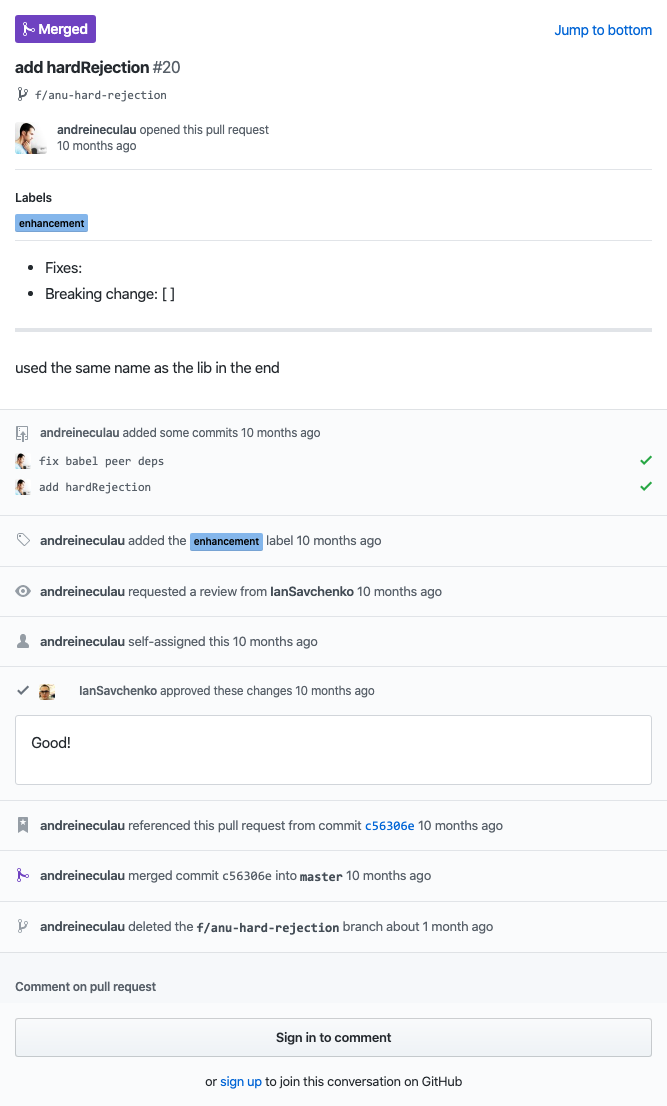 Merged
Jump to bottom
add hardRejection #20
f/anu-hard-rejection
andreineculau opened this pull request
10 months ago
Labels
enhancement
• Fixes:
• Breaking change: [ ]
used the same name as the lib in the end
andreineculau added some commits 10 months ago
fix babel peer deps
add hardRejection
andreineculau added the enhancement label 10 months ago
andreineculau requested a review from IanSavchenko 10 months ago
andreineculau self-assigned this 10 months ago
IanSavchenko approved these changes 10 months ago
Good!
andreineculau referenced this pull request from commit c56306e 10 months ago
andreineculau merged commit c56306e into master 10 months ago
andreineculau deleted the f/anu-hard-rejection branch about 1 month ago
Comment on pull request
Sign in to comment
or sign up to join this conversation on GitHub